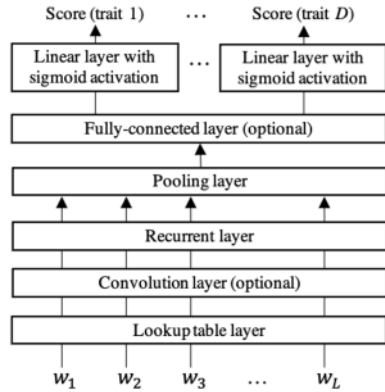 Score (trait 1) ... Score (trait D)
Linear layer with sigmoid activation ... Linear layer with sigmoid activation
Fully-connected layer (optional)
Pooling layer
Recurrent layer
Convolution layer (optional)
Lookup table layer
w₁ w₂ w₃ ... w_L